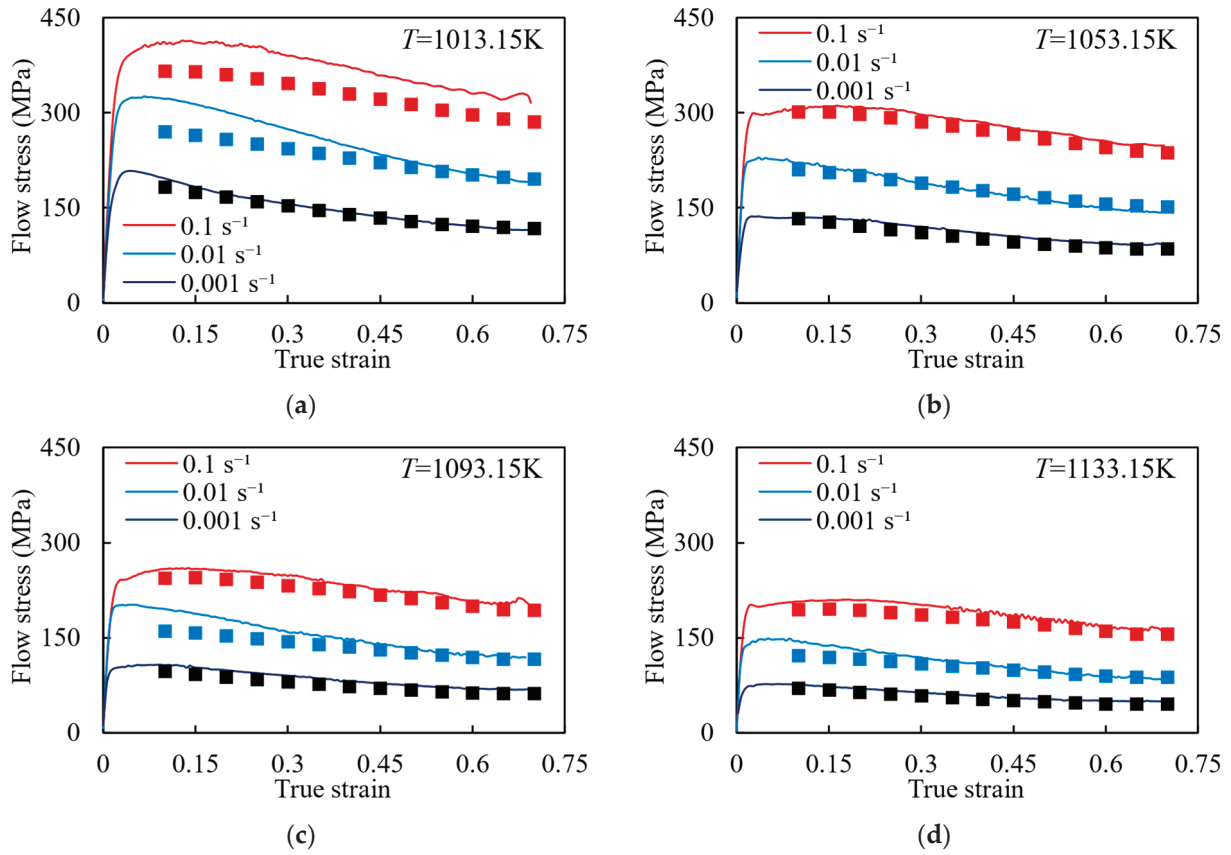 450
300
150
0
Flow stress (MPa)
T=1013.15K
0.1 s⁻¹
0.01 s⁻¹
0.001 s⁻¹
0 0.15 0.3 0.45 0.6 0.75
True strain
(a)
450
300
150
0
Flow stress (MPa)
0.1 s⁻¹
T=1053.15K
0.01 s⁻¹
0.001 s⁻¹
0 0.15 0.3 0.45 0.6 0.75
True strain
(b)
450
300
150
0
Flow stress (MPa)
0.1 s⁻¹
T=1093.15K
0.01 s⁻¹
0.001 s⁻¹
0 0.15 0.3 0.45 0.6 0.75
True strain
(c)
450
300
150
0
Flow stress (MPa)
0.1 s⁻¹
T=1133.15K
0.01 s⁻¹
0.001 s⁻¹
0 0.15 0.3 0.45 0.6 0.75
True strain
(d)